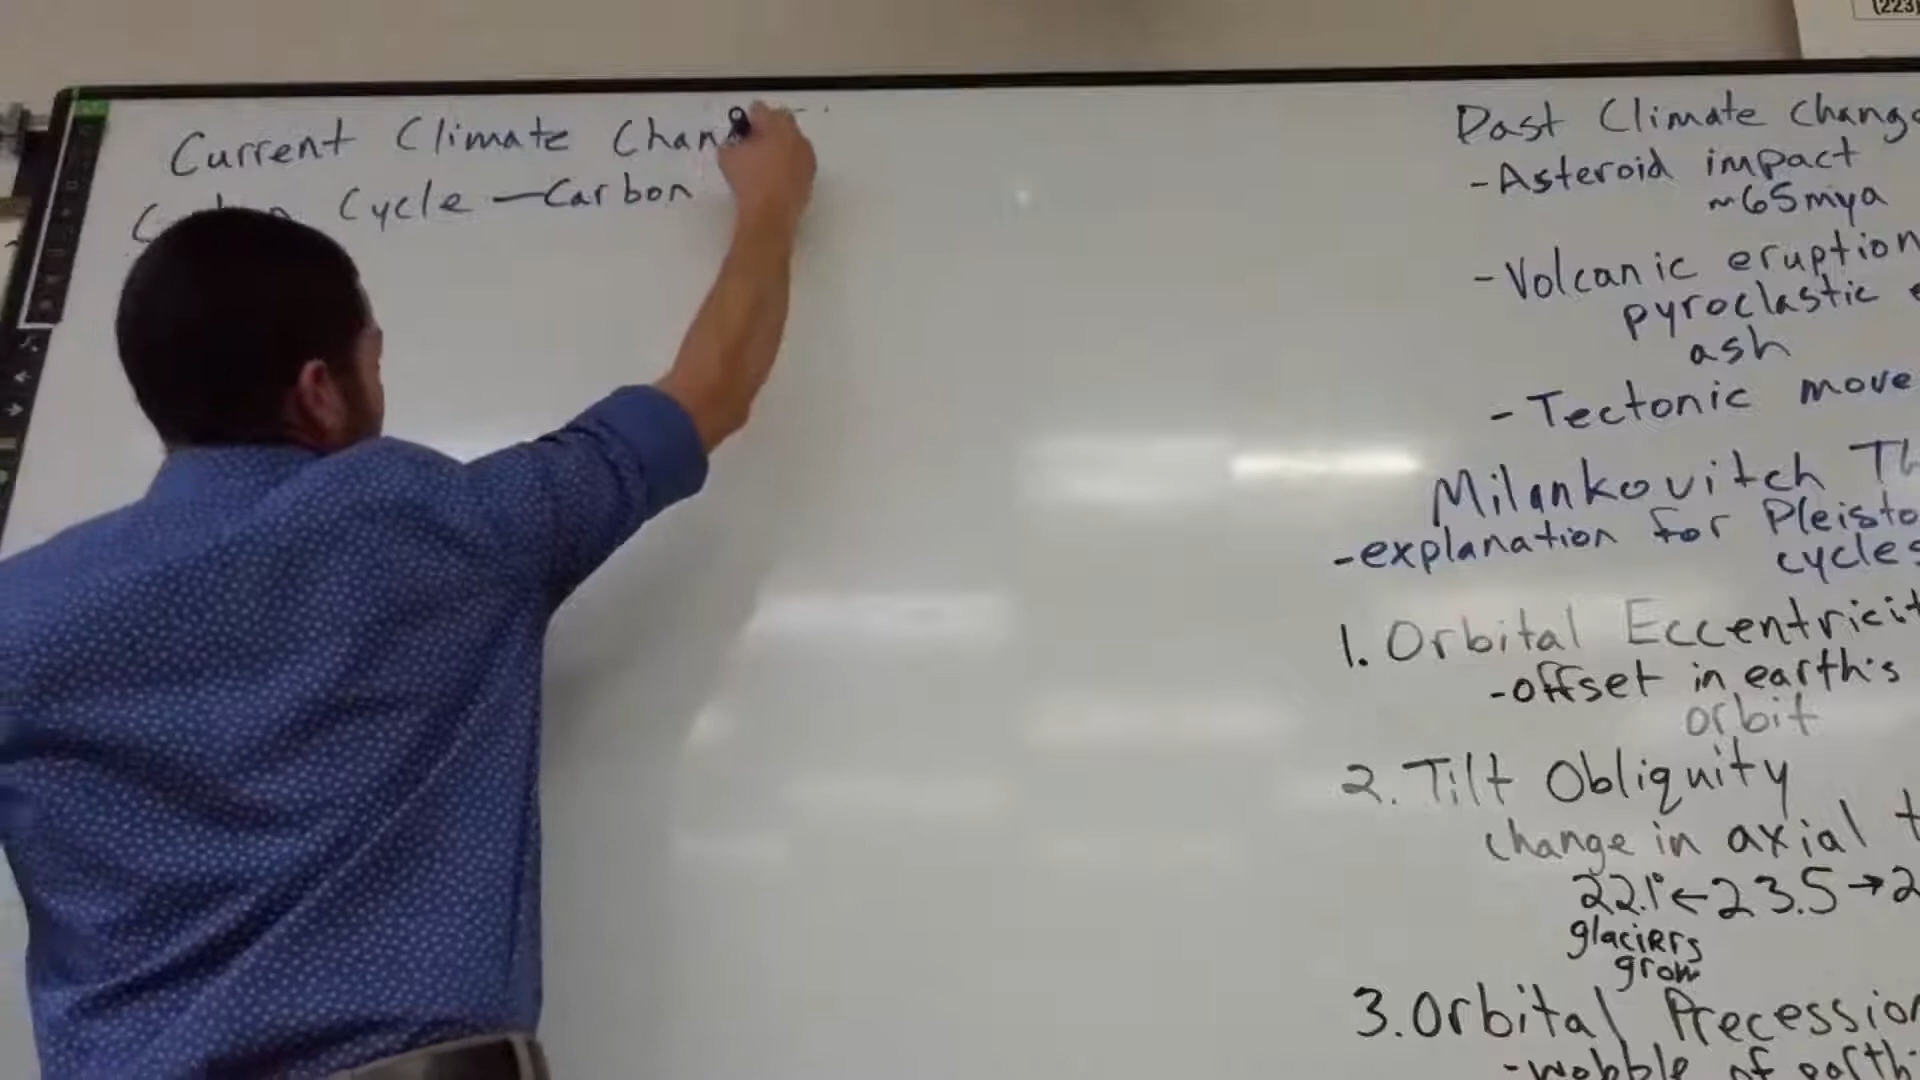 (223)
Current Climate Chan
Cycle - Carbon
Past Climate Chang
- Asteroid impact
~65mya
- Volcanic eruption
pyroclastic
ash
- Tectonic move
Milankovitch Th
- explanation for Pleisto
cycles
1. Orbital Eccentricit
- offset in earth's
orbit
2. Tilt Obliquity
change in axial t
22.1° ← 23.5 → 2
glaciers
grow
3. Orbital Precession
- wobble of earth